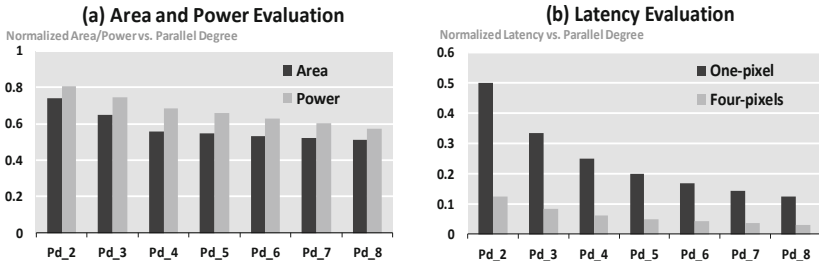 (a) Area and Power Evaluation
Normalized Area/Power vs. Parallel Degree
1
0.8
0.6
0.4
0.2
0
Area
Power
Pd_2 Pd_3 Pd_4 Pd_5 Pd_6 Pd_7 Pd_8
(b) Latency Evaluation
Normalized Latency vs. Parallel Degree
0.6
0.5
0.4
0.3
0.2
0.1
0
One-pixel
Four-pixels
Pd_2 Pd_3 Pd_4 Pd_5 Pd_6 Pd_7 Pd_8